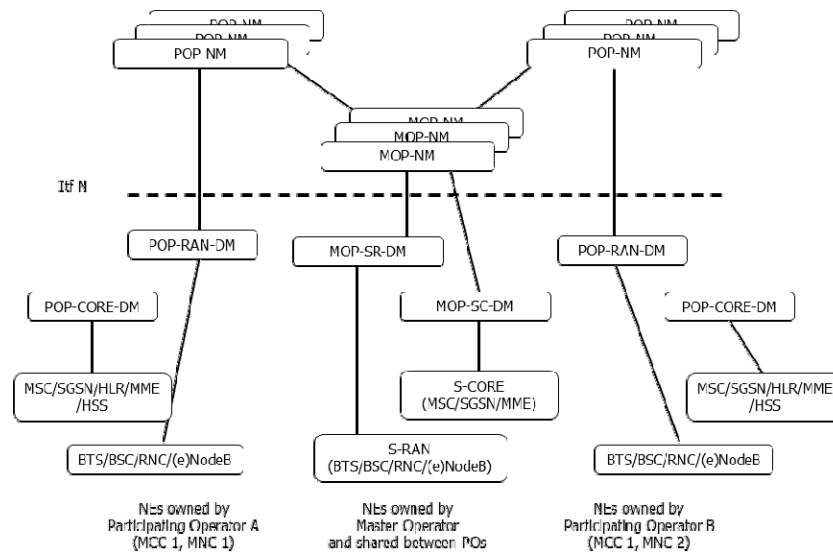 POP-NM
POP-NM
POP NM
POP-NM
POP-NM
POP-NM
MOP-NM
MOP-NM
MOP-NM
Itf N
POP-RAN-DM
MOP-SR-DM
POP-RAN-DM
POP-CORE-DM
MOP-SC-DM
POP-CORE-DM
MSC/SGSN/HLR/MME
/HSS
S-CORE
(MSC/SGSN/MME)
MSC/SGSN/HLR/MME
/HSS
BTS/BSC/RNC/(e)NodeB
S-RAN
(BTS/BSC/RNC/(e)NodeB)
BTS/BSC/RNC/(e)NodeB
NEs owned by
Participating Operator A
(MCC 1, MNC 1)
NEs owned by
Master Operator
and shared between POs
NEs owned by
Participating Operator B
(MCC 1, MNC 2)